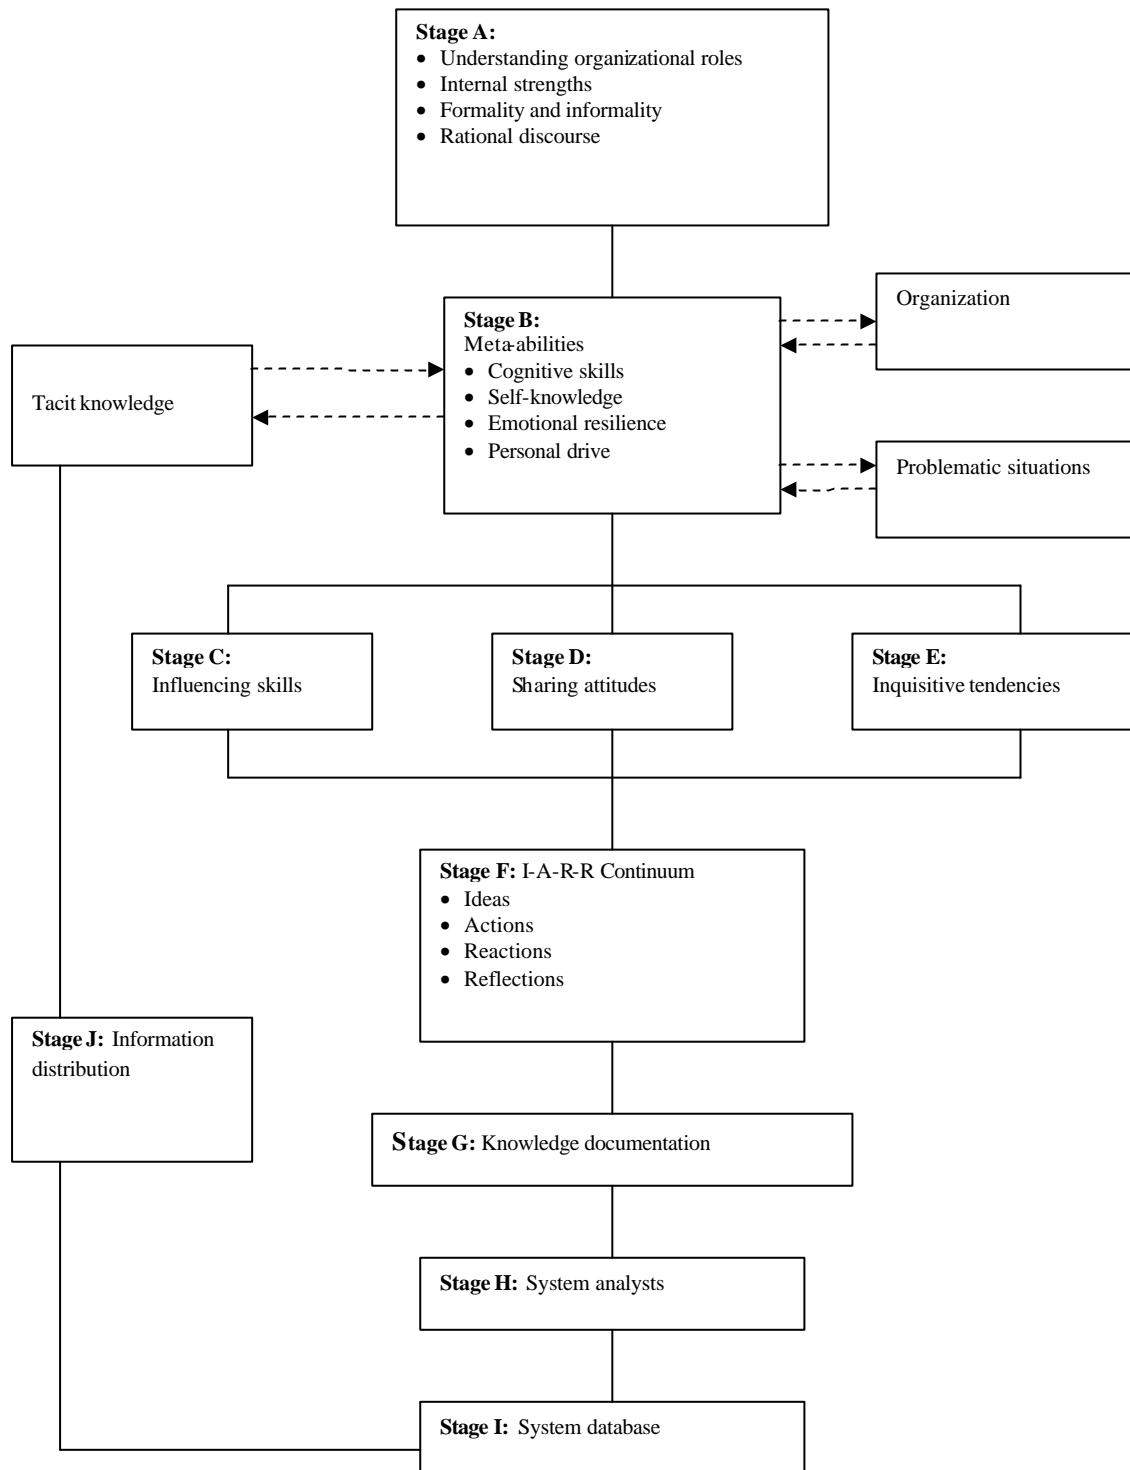 Stage A:
• Understanding organizational roles
• Internal strengths
• Formality and informality
• Rational discourse
Organization
Stage B:
Meta-abilities
• Cognitive skills
• Self-knowledge
• Emotional resilience
• Personal drive
Tacit knowledge
Problematic situations
Stage C:
Influencing skills
Stage D:
Sharing attitudes
Stage E:
Inquisitive tendencies
Stage F: I-A-R-R Continuum
• Ideas
• Actions
• Reactions
• Reflections
Stage J: Information
distribution
Stage G: Knowledge documentation
Stage H: System analysts
Stage I: System database